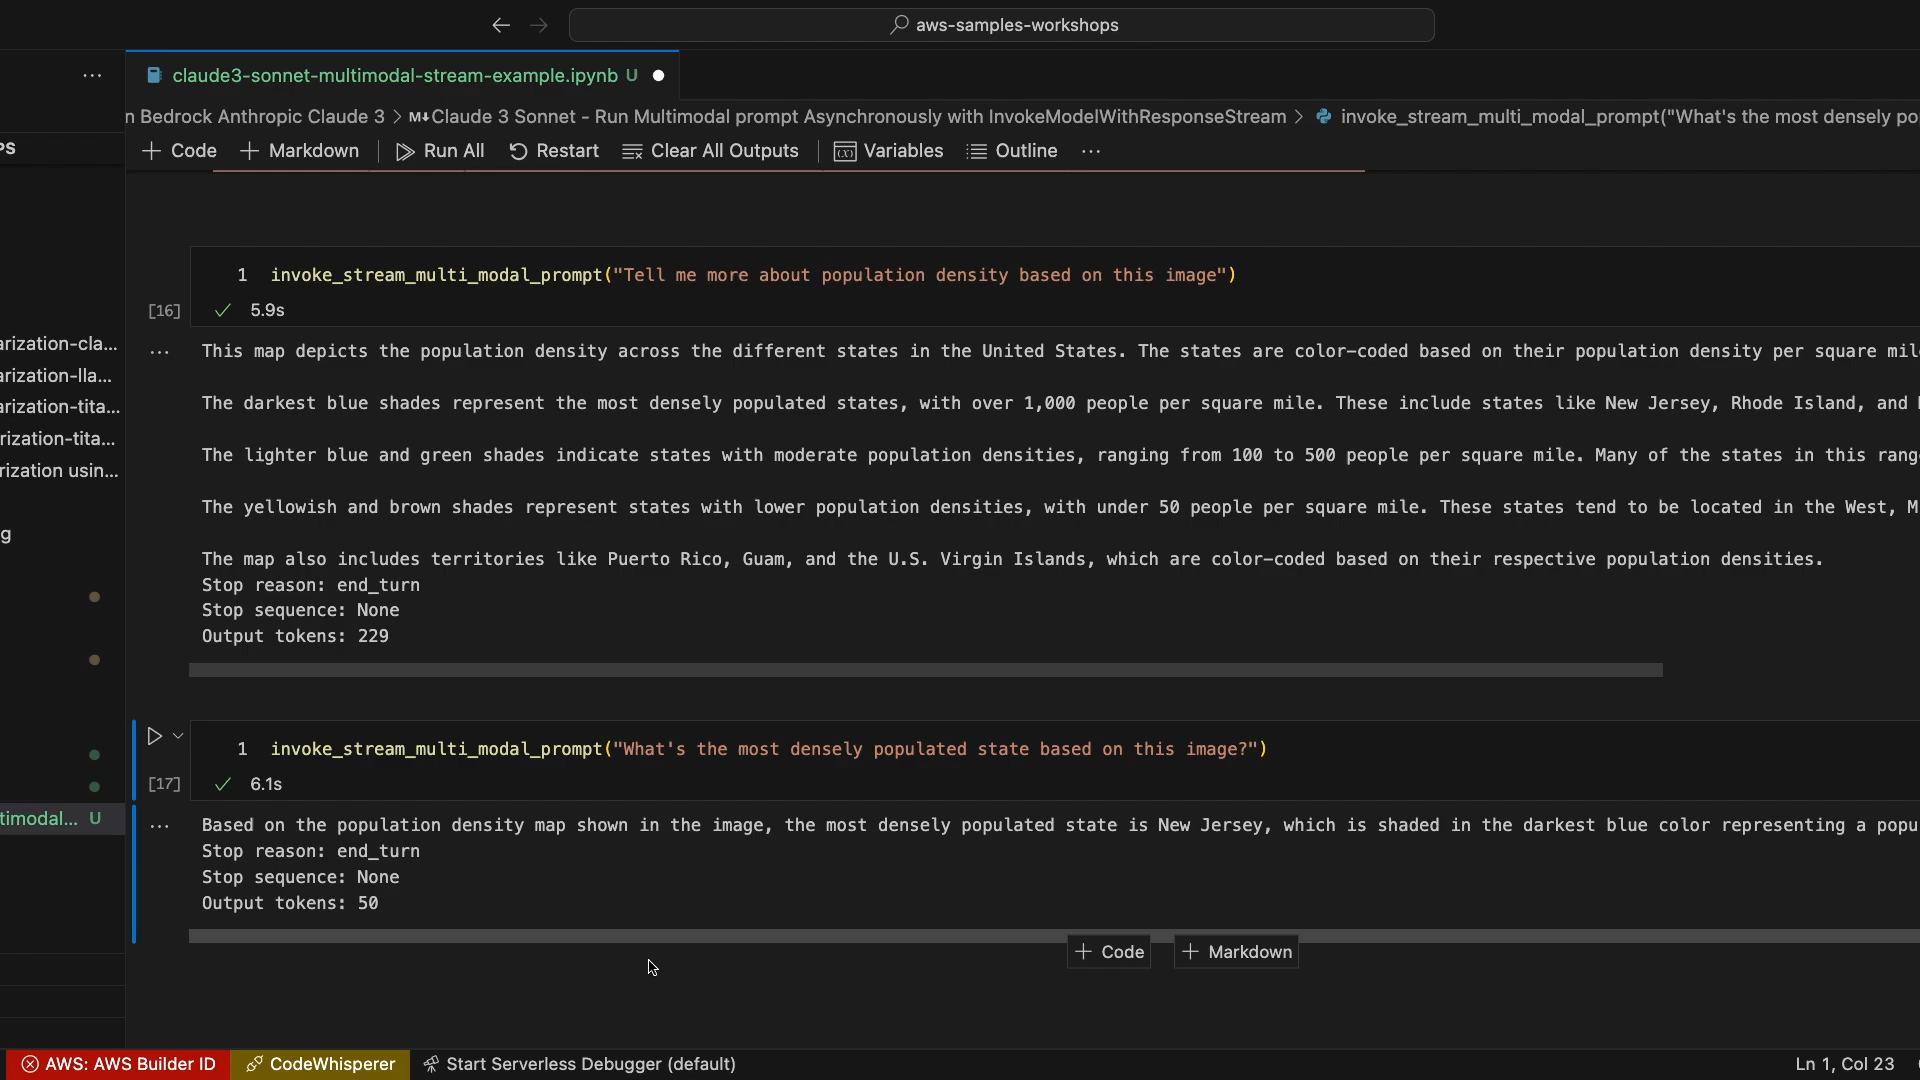 aws-samples-workshops
claude3-sonnet-multimodal-stream-example.ipynb U
n Bedrock Anthropic Claude 3 > M↓ Claude 3 Sonnet - Run Multimodal prompt Asynchronously with InvokeModelWithResponseStream > invoke_stream_multi_modal_prompt("What's the most densely po
PS
+ Code + Markdown Run All Restart Clear All Outputs Variables Outline ...
1 invoke_stream_multi_modal_prompt("Tell me more about population density based on this image")
[16] ✓ 5.9s
arization-cla...
arization-lla...
arization-tita...
rization-tita...
rization usin...
g
This map depicts the population density across the different states in the United States. The states are color-coded based on their population density per square mil
The darkest blue shades represent the most densely populated states, with over 1,000 people per square mile. These include states like New Jersey, Rhode Island, and
The lighter blue and green shades indicate states with moderate population densities, ranging from 100 to 500 people per square mile. Many of the states in this rang
The yellowish and brown shades represent states with lower population densities, with under 50 people per square mile. These states tend to be located in the West, M
The map also includes territories like Puerto Rico, Guam, and the U.S. Virgin Islands, which are color-coded based on their respective population densities.
Stop reason: end_turn
Stop sequence: None
Output tokens: 229
1 invoke_stream_multi_modal_prompt("What's the most densely populated state based on this image?")
[17] ✓ 6.1s
timodal... U
Based on the population density map shown in the image, the most densely populated state is New Jersey, which is shaded in the darkest blue color representing a popu
Stop reason: end_turn
Stop sequence: None
Output tokens: 50
+ Code + Markdown
AWS: AWS Builder ID CodeWhisperer Start Serverless Debugger (default) Ln 1, Col 23